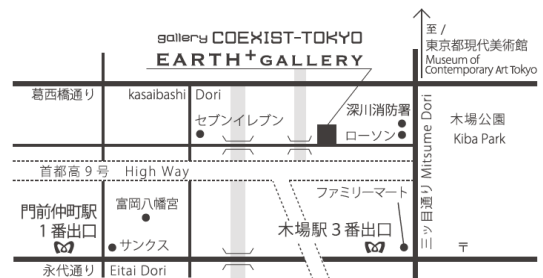 gallery COEXIST-TOKYO
EARTH+GALLERY
至 /
東京都現代美術館
Museum of
Contemporary Art Tokyo
葛西橋通り kasaibashi Dori
セブンイレブン
深川消防署
ローソン
三ッ目通り Mitsume Dori
木場公園
Kiba Park
首都高9号 High Way
ファミリーマート
門前仲町駅
1番出口
富岡八幡宮
サンクス
木場駅3番出口
〒
永代通り Eitai Dori